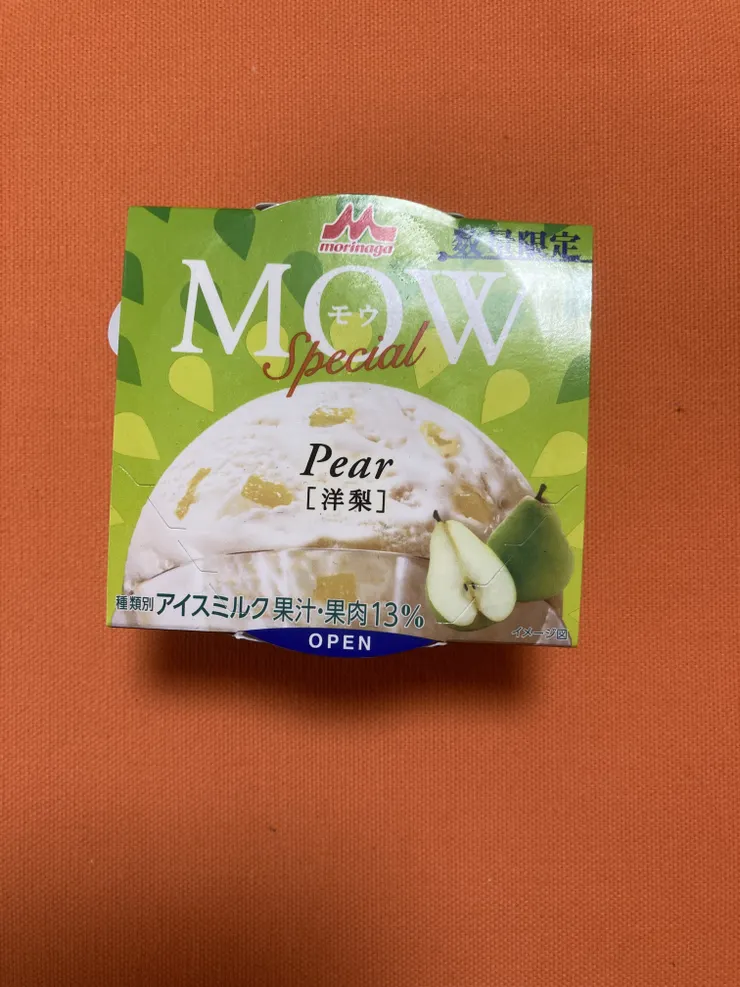 morinaga
数量限定
MOW
モウ
Special
Pear
[洋梨]
種類別 アイスミルク 果汁・果肉13%
イメージ図
OPEN